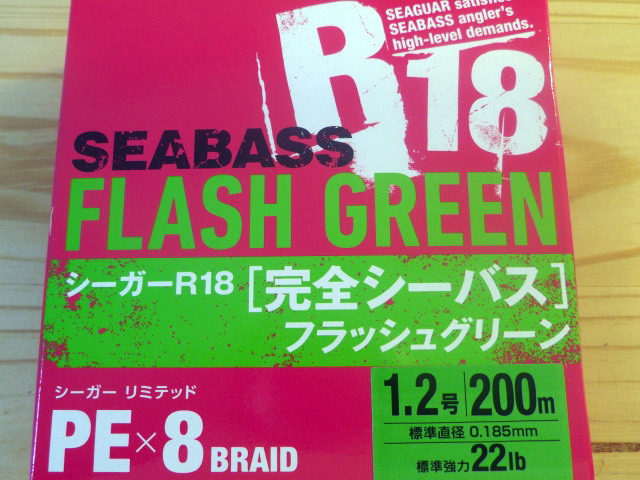 SEAGUAR satisfies
SEABASS angler's
high-level demands.
R18
SEABASS
FLASH GREEN
シーガーR18 [完全シーバス]
フラッシュグリーン
シーガー リミテッド
PE×8 BRAID
1.2号 200m
標準直径 0.185mm
標準強力 22lb